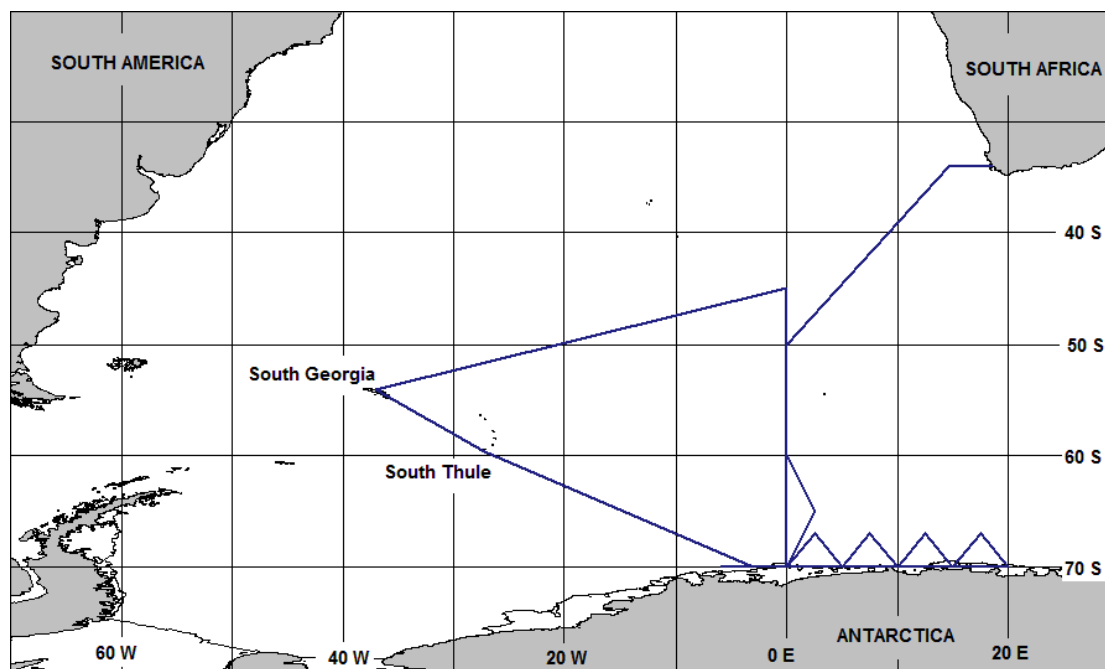 SOUTH AMERICA
SOUTH AFRICA
40 S
50 S
South Georgia
60 S
South Thule
70 S
ANTARCTICA
60 W
40 W
20 W
0 E
20 E